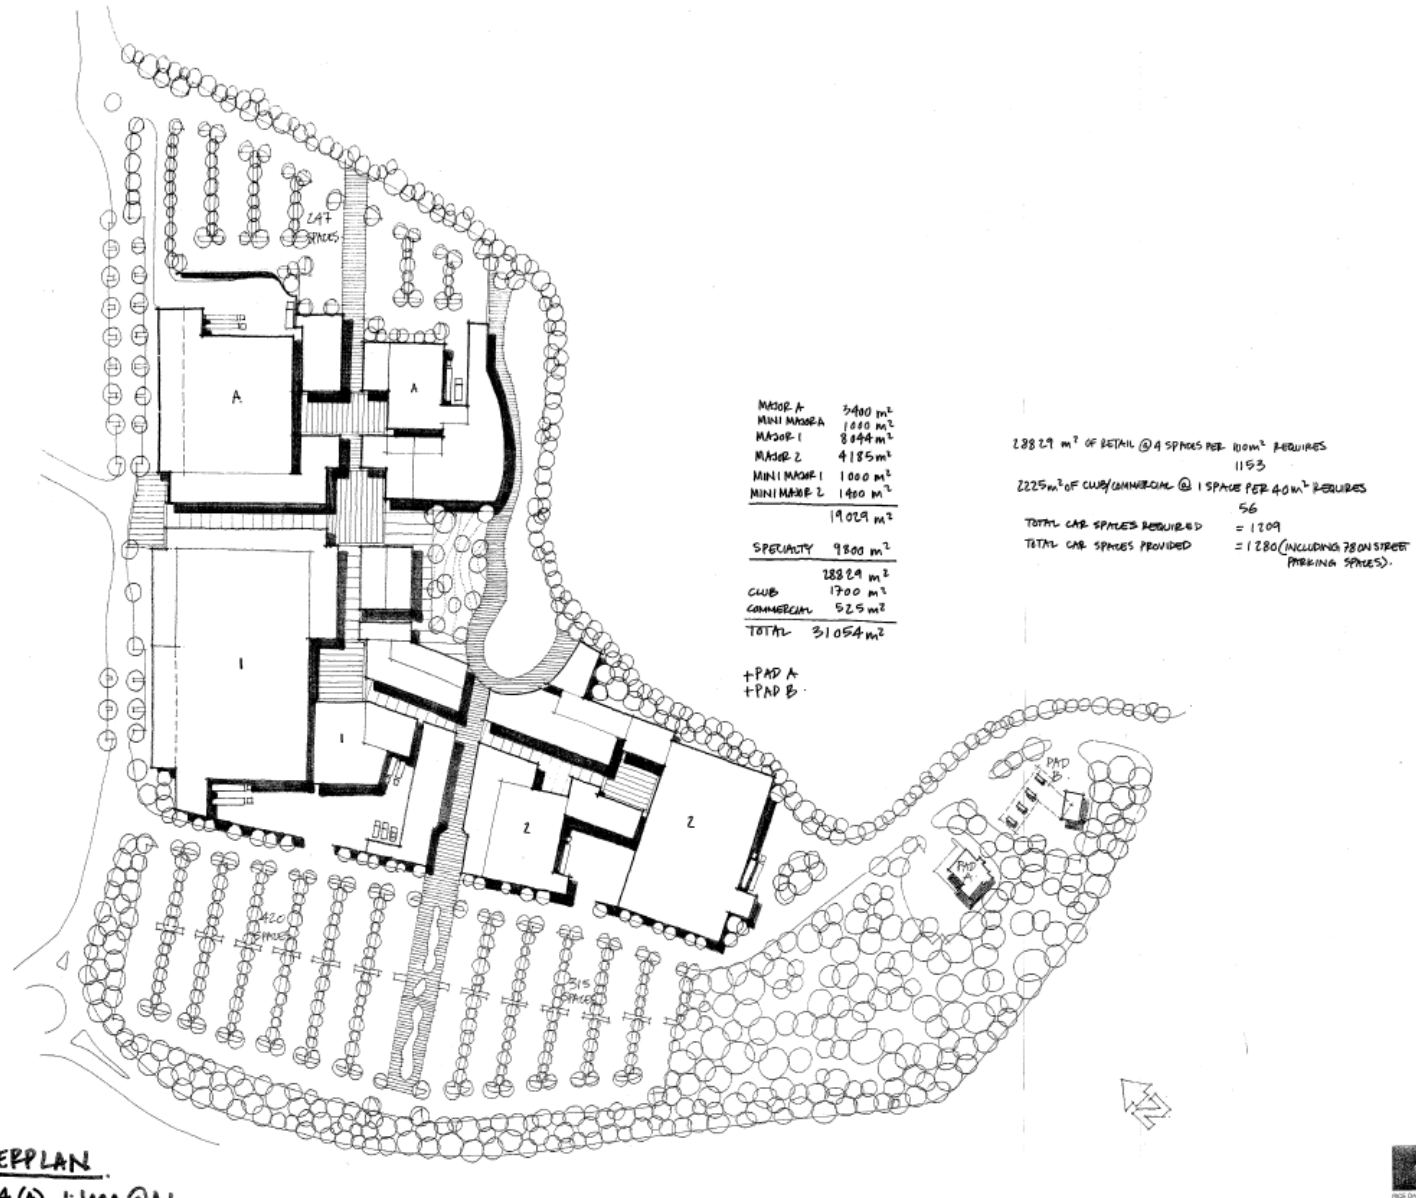 247
SPACES
A
A
1
1
2
2
420
SPACES
315
SPACES
MAJOR A 3400 m²
MINI MAJOR A 1000 m²
MAJOR 1 8044 m²
MAJOR 2 4185 m²
MINI MAJOR 1 1000 m²
MINI MAJOR 2 1400 m²
19029 m²
SPECIALTY 9800 m²
28829 m²
CLUB 1700 m²
COMMERCIAL 525 m²
TOTAL 31054 m²
+PAD A
+PAD B.
28829 m² OF RETAIL @ 4 SPACES PER 100m² REQUIRES
1153
2225m² OF CLUB/COMMERCIAL @ 1 SPACE PER 40m² REQUIRES
56
TOTAL CAR SPACES REQUIRED = 1209
TOTAL CAR SPACES PROVIDED = 1280 (INCLUDING 78 ON STREET
PARKING SPACES).
PAD
B
PAD
A
N
ERPLAN